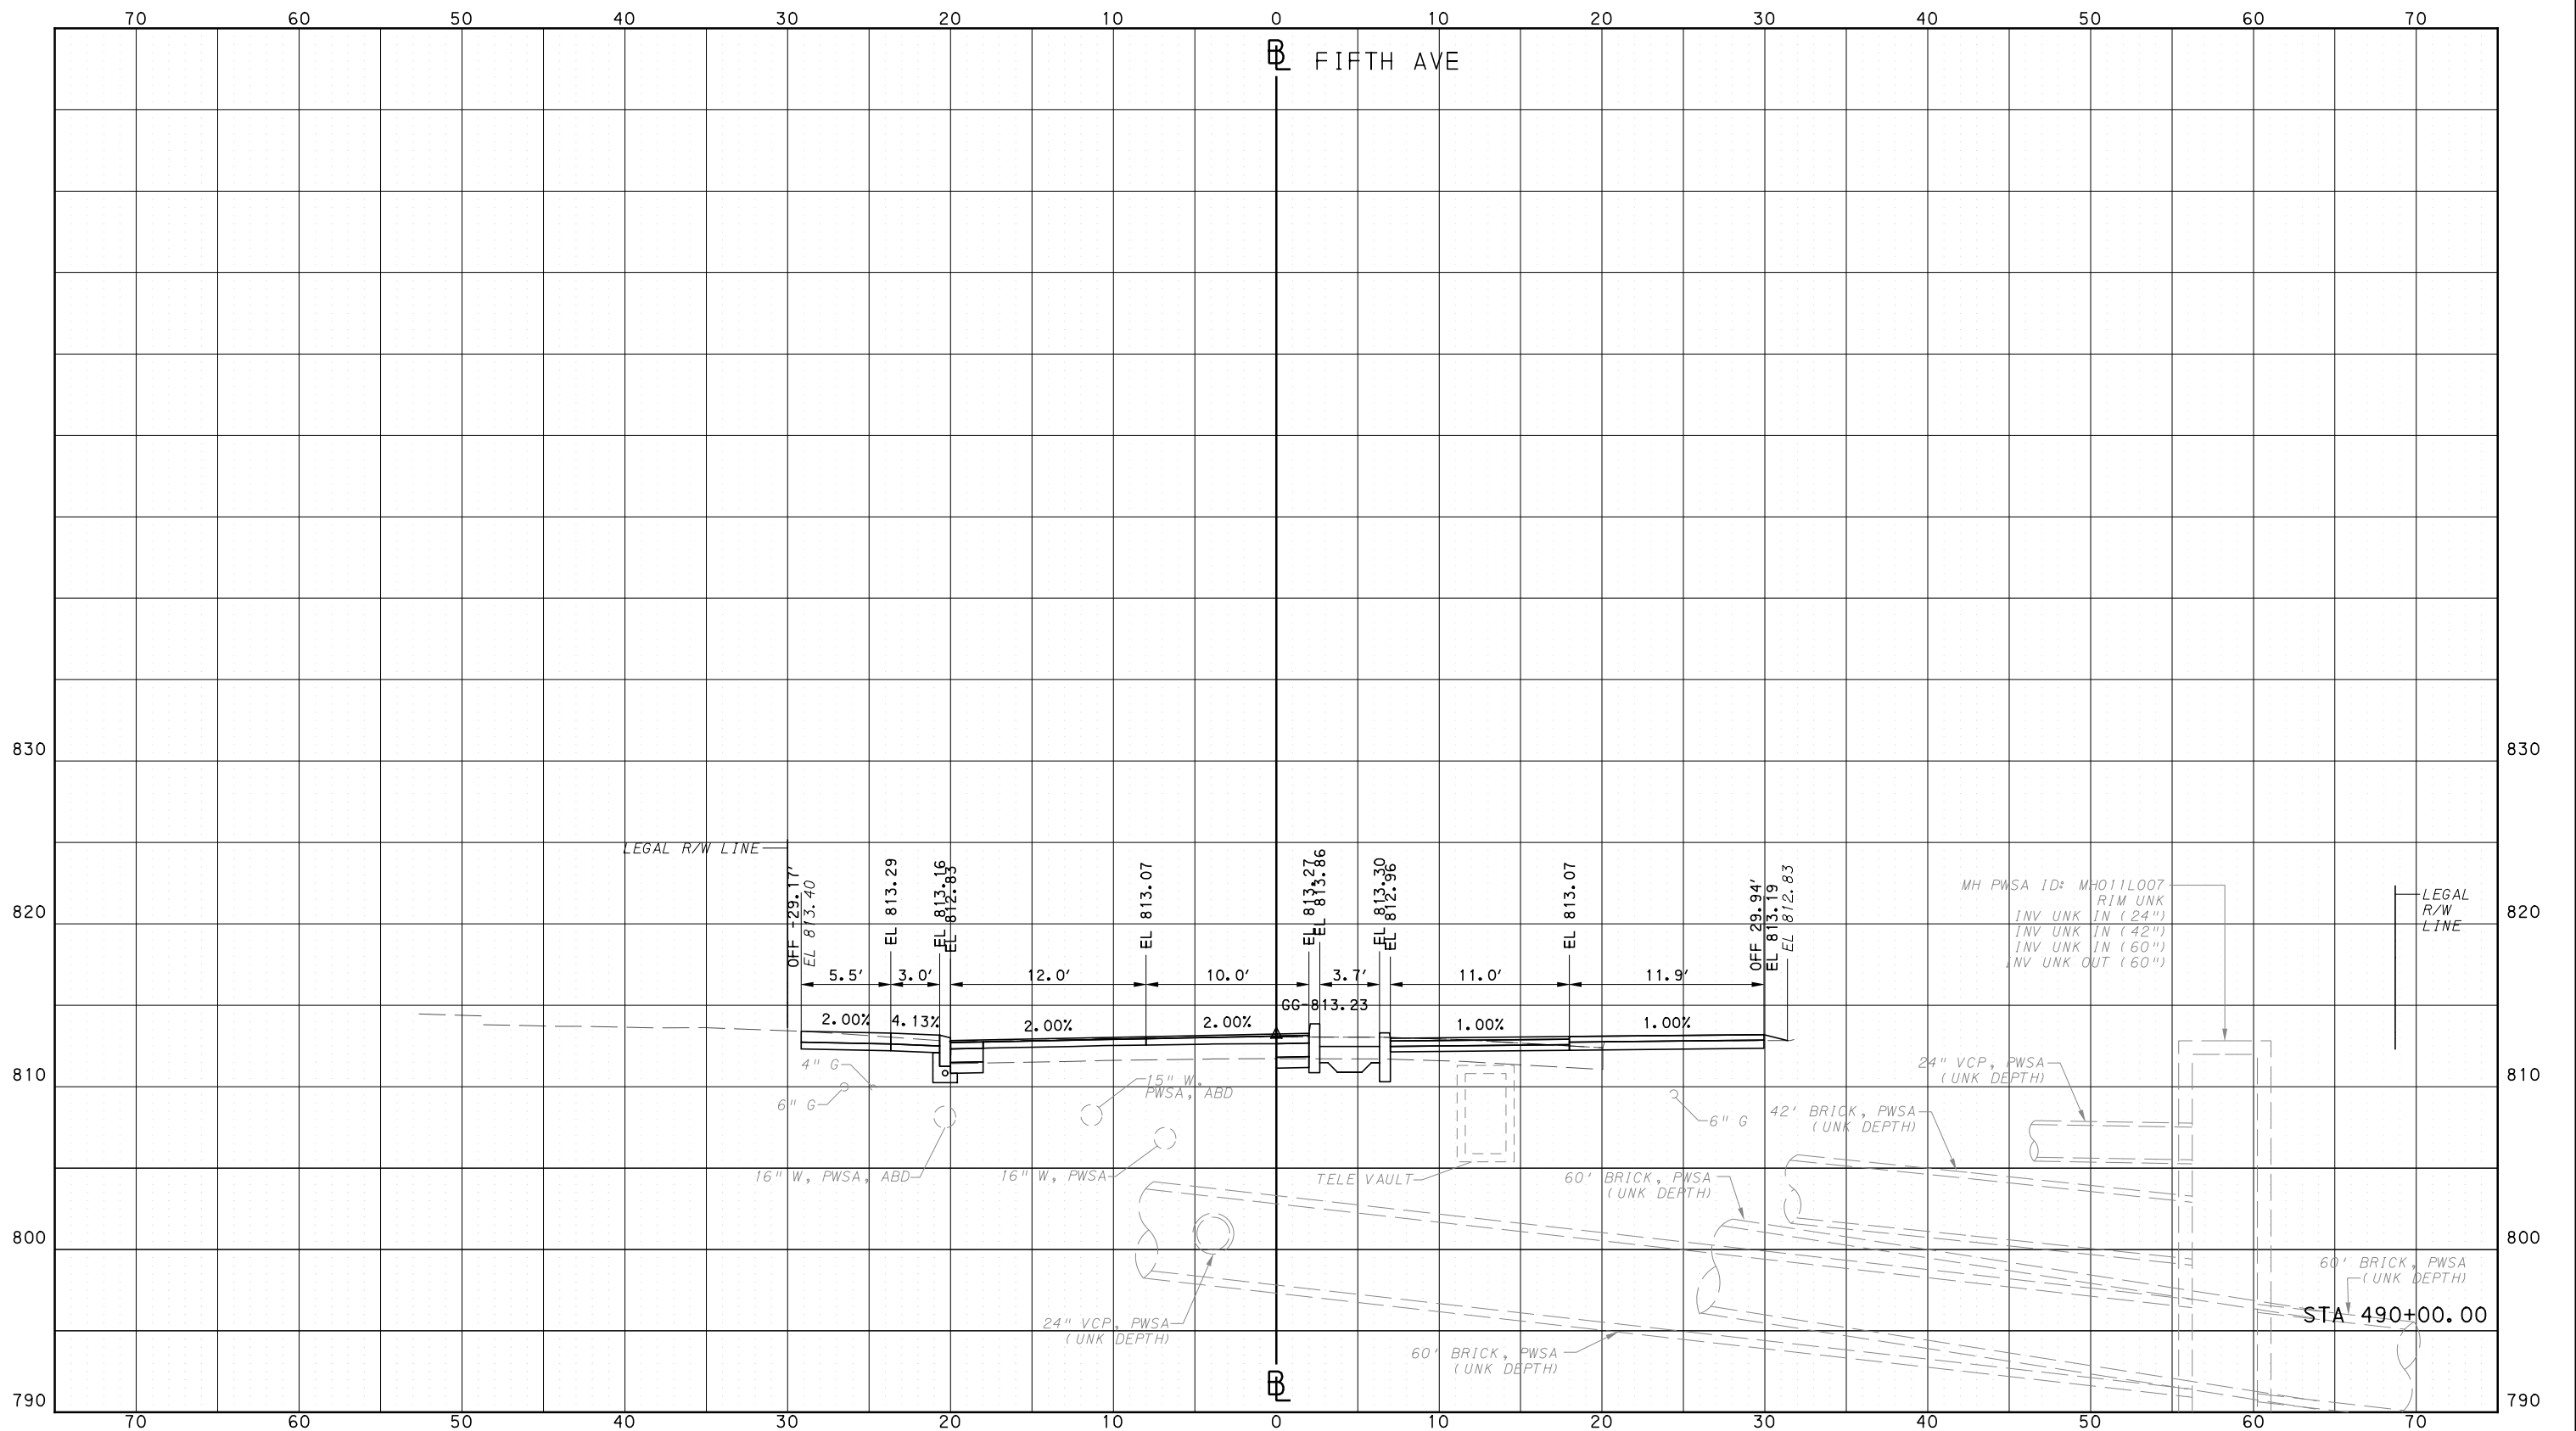 70 60 50 40 30 20 10 0 10 20 30 40 50 60 70
BL FIFTH AVE
830 830
LEGAL R/W LINE
OFF -29.17'
EL 813.40
EL 813.29
EL 813.16
EL 812.83
EL 813.07
EL 813.27
EL 813.86
EL 813.30
EL 812.96
EL 813.07
OFF 29.94'
EL 813.19
EL 812.83
MH PWSA ID: MH011L007
RIM UNK
INV UNK IN (24")
INV UNK IN (42")
INV UNK IN (60")
INV UNK OUT (60")
LEGAL
R/W
LINE
820 820
5.5' 3.0' 12.0' 10.0' 3.7' 11.0' 11.9'
GG-813.23
2.00% 4.13% 2.00% 2.00% 1.00% 1.00%
4" G
6" G
15" W,
PWSA, ABD
24" VCP, PWSA
(UNK DEPTH)
810 810
6" G
42' BRICK, PWSA
(UNK DEPTH)
16" W, PWSA, ABD
16" W, PWSA
TELE VAULT
60' BRICK, PWSA
(UNK DEPTH)
800 800
60' BRICK, PWSA
(UNK DEPTH)
24" VCP, PWSA
(UNK DEPTH)
STA 490+00.00
60' BRICK, PWSA
(UNK DEPTH)
BL
790 790
70 60 50 40 30 20 10 0 10 20 30 40 50 60 70